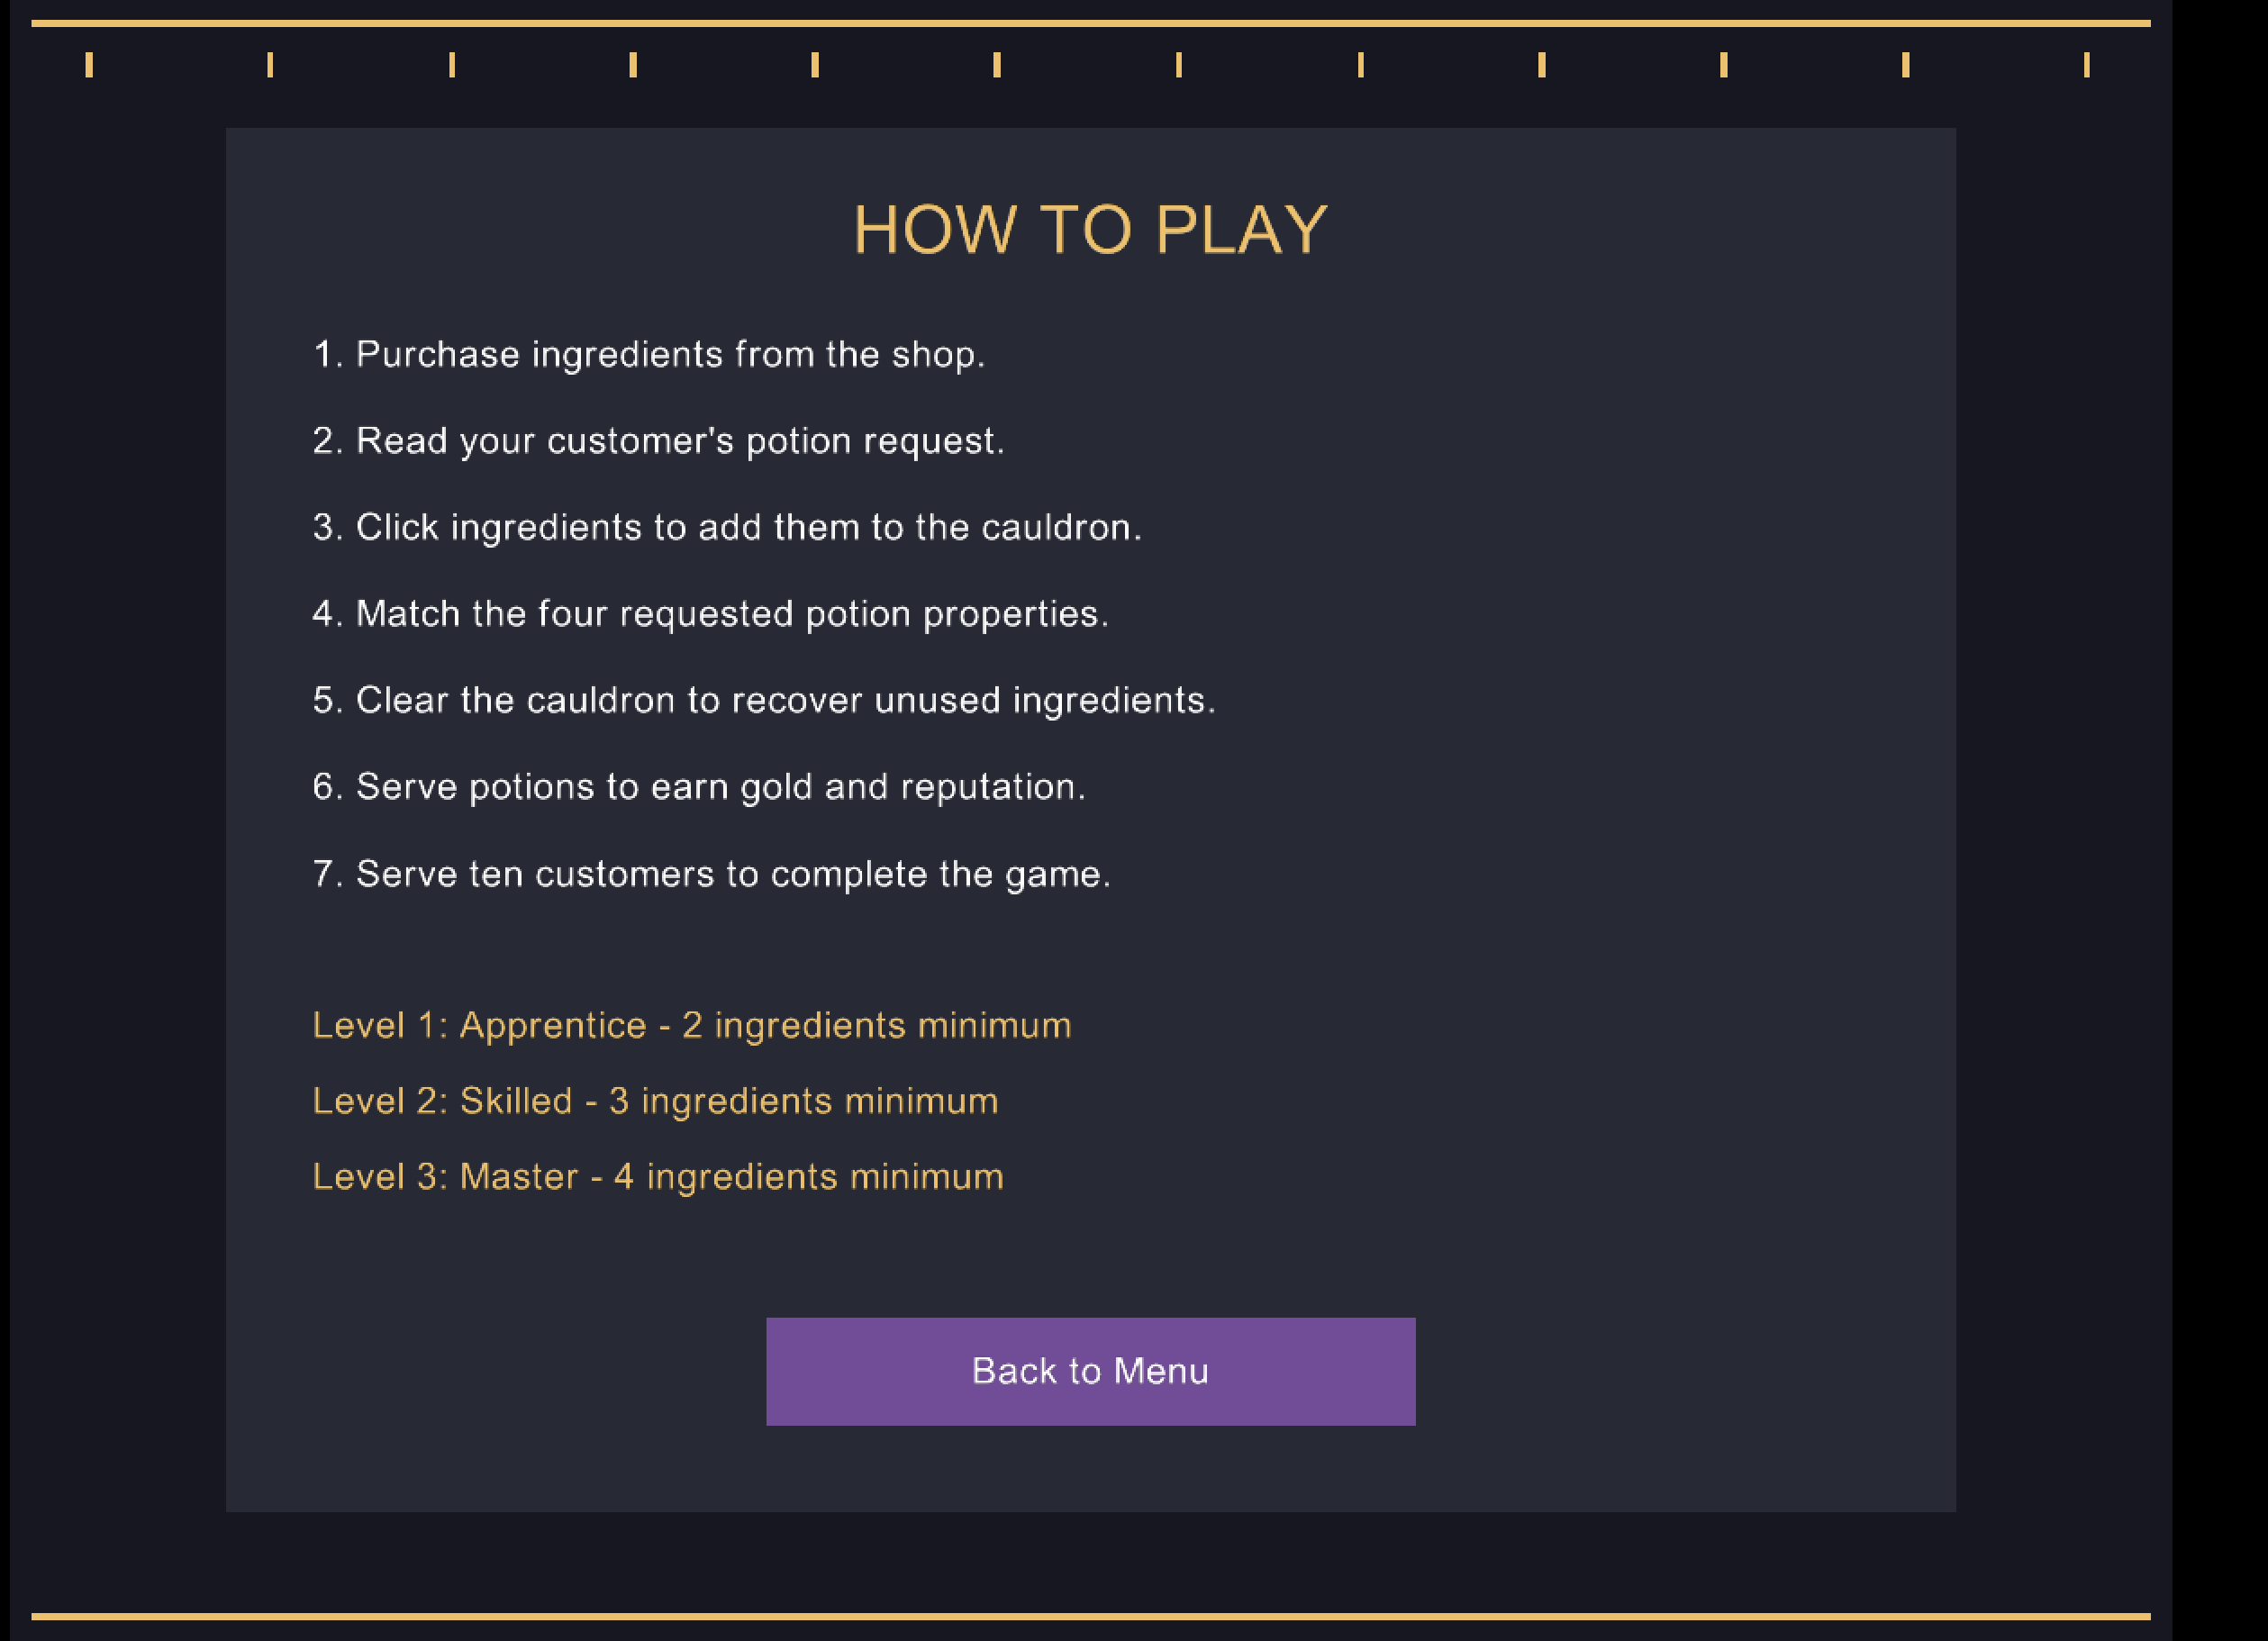 HOW TO PLAY
1. Purchase ingredients from the shop.
2. Read your customer's potion request.
3. Click ingredients to add them to the cauldron.
4. Match the four requested potion properties.
5. Clear the cauldron to recover unused ingredients.
6. Serve potions to earn gold and reputation.
7. Serve ten customers to complete the game.
Level 1: Apprentice - 2 ingredients minimum
Level 2: Skilled - 3 ingredients minimum
Level 3: Master - 4 ingredients minimum
Back to Menu